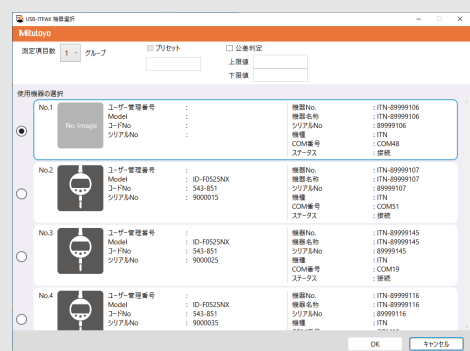 USB-ITPAK 機器選択
Mitutoyo
測定項目数 1 グループ
プリセット
公差判定
上限値
下限値
使用機器の選択
No.1
No Image
ユーザー管理番号 :
Model :
コードNo :
シリアルNo :
機器No. : ITN-89999106
機器名称 : ITN-89999106
シリアルNo : 89999106
機種 : ITN
COM番号 : COM48
ステータス : 接続
No.2
ユーザー管理番号 :
Model : ID-F0525NX
コードNo : 543-851
シリアルNo : 9000015
機器No. : ITN-89999107
機器名称 : ITN-89999107
シリアルNo : 89999107
機種 : ITN
COM番号 : COM51
ステータス : 接続
No.3
ユーザー管理番号 :
Model : ID-F0525NX
コードNo : 543-851
シリアルNo : 9000025
機器No. : ITN-89999145
機器名称 : ITN-89999145
シリアルNo : 89999145
機種 : ITN
COM番号 : COM19
ステータス : 接続
No.4
ユーザー管理番号 :
Model : ID-F0525NX
コードNo : 543-851
シリアルNo : 9000035
機器No. : ITN-89999116
機器名称 : ITN-89999116
シリアルNo : 89999116
機種 : ITN
OK
キャンセル